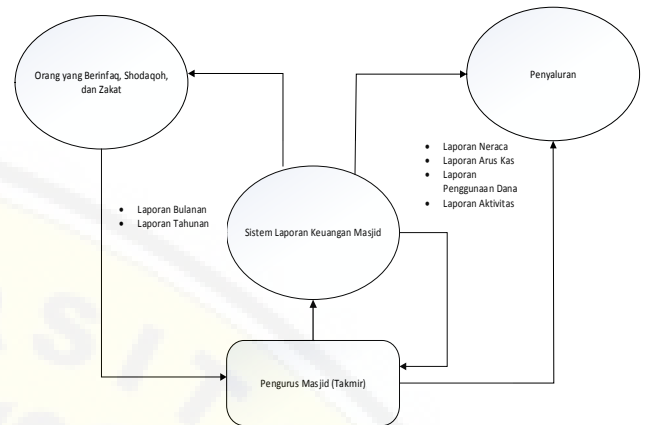 Orang yang Berinfaq, Shodaqoh,
dan Zakat
Penyaluran
• Laporan Neraca
• Laporan Arus Kas
• Laporan
Penggunaan Dana
• Laporan Aktivitas
• Laporan Bulanan
• Laporan Tahunan
Sistem Laporan Keuangan Masjid
Pengurus Masjid (Takmir)